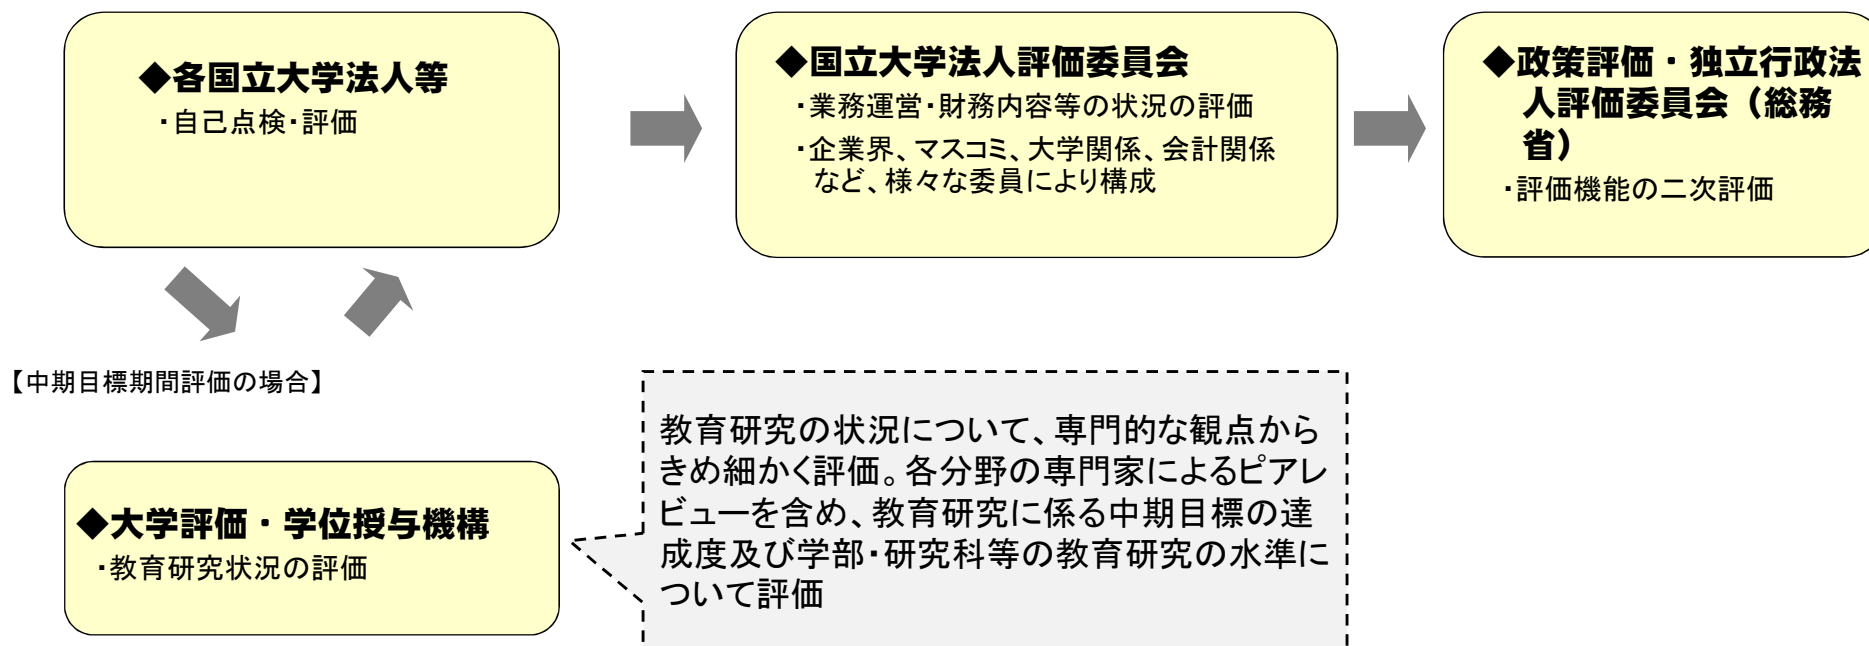 ◆各国立大学法人等
・自己点検・評価
◆国立大学法人評価委員会
・業務運営・財務内容等の状況の評価
・企業界、マスコミ、大学関係、会計関係
など、様々な委員により構成
◆政策評価・独立行政法
人評価委員会（総務
省）
・評価機能の二次評価
【中期目標期間評価の場合】
◆大学評価・学位授与機構
・教育研究状況の評価
教育研究の状況について、専門的な観点から
きめ細かく評価。各分野の専門家によるピアレ
ビューを含め、教育研究に係る中期目標の達
成度及び学部・研究科等の教育研究の水準に
ついて評価